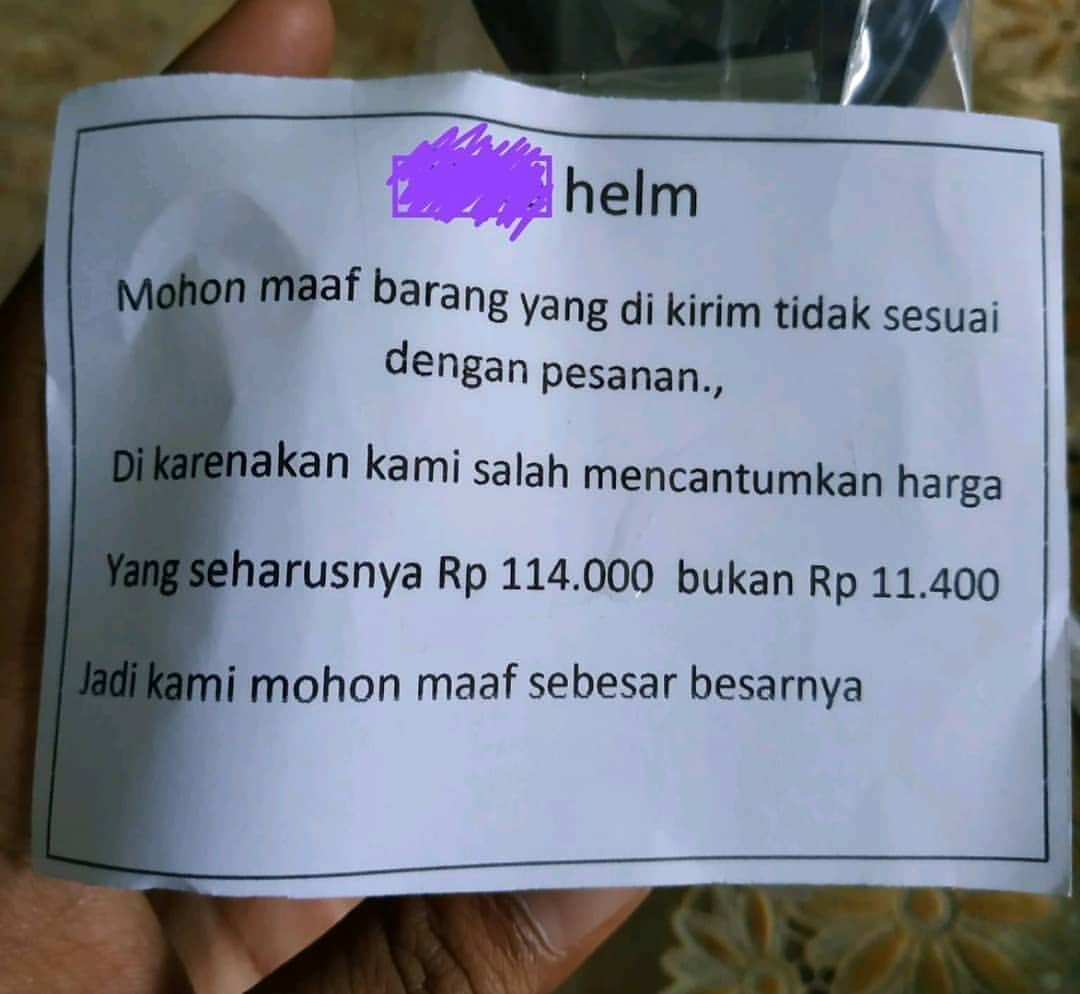 helm
Mohon maaf barang yang di kirim tidak sesuai
dengan pesanan.,
Di karenakan kami salah mencantumkan harga
Yang seharusnya Rp 114.000 bukan Rp 11.400
Jadi kami mohon maaf sebesar besarnya